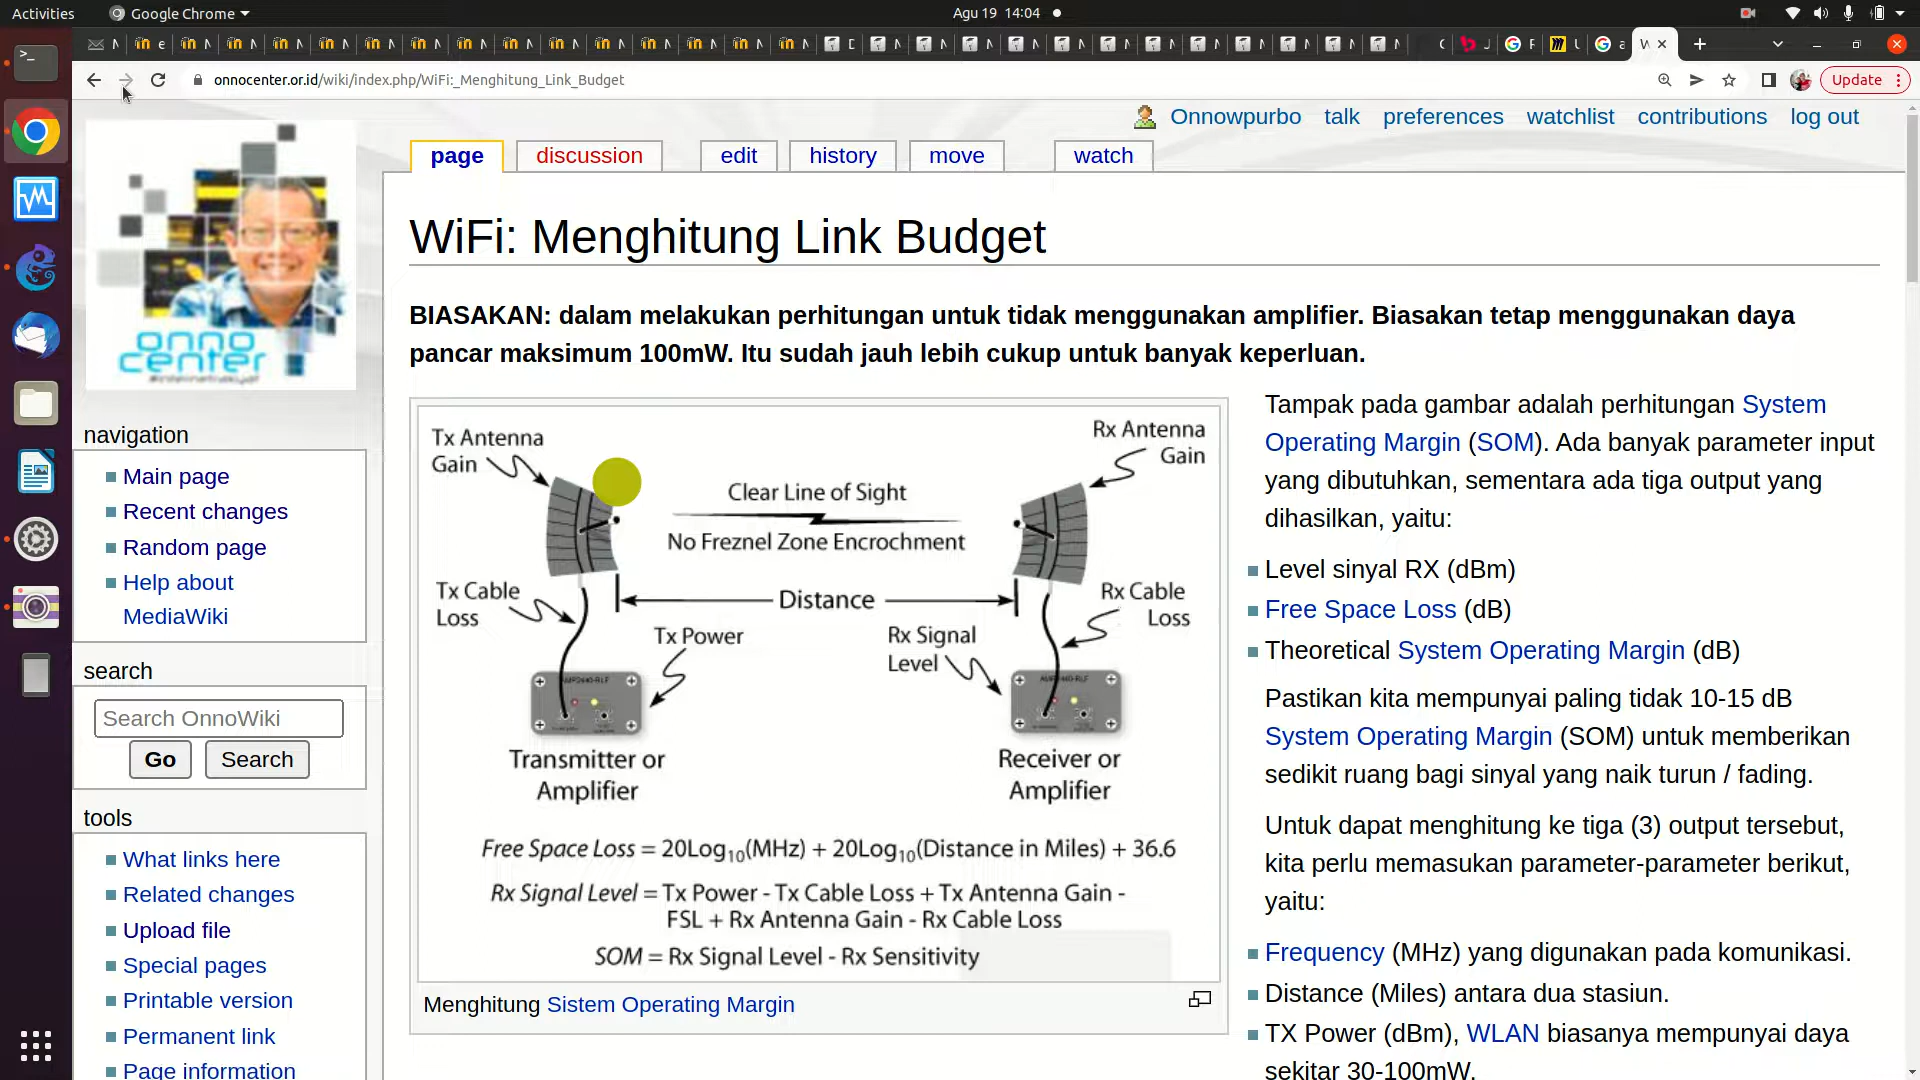 Activities
Google Chrome
Agu 19 14:04
onnocenter.or.id/wiki/index.php/WiFi:_Menghitung_Link_Budget
Update
Onnowpurbo talk preferences watchlist contributions log out
page discussion edit history move watch
onno
center
navigation
Main page
Recent changes
Random page
Help about
MediaWiki
search
Search OnnoWiki
Go Search
tools
What links here
Related changes
Upload file
Special pages
Printable version
Permanent link
Page information
WiFi: Menghitung Link Budget
BIASAKAN: dalam melakukan perhitungan untuk tidak menggunakan amplifier. Biasakan tetap menggunakan daya
pancar maksimum 100mW. Itu sudah jauh lebih cukup untuk banyak keperluan.
Tx Antenna
Gain
Rx Antenna
Gain
Clear Line of Sight
No Freznel Zone Encrochment
Tx Cable
Loss
Distance
Rx Cable
Loss
Tx Power
Rx Signal
Level
Transmitter or
Amplifier
Receiver or
Amplifier
Free Space Loss = 20Log10(MHz) + 20Log10(Distance in Miles) + 36.6
Rx Signal Level = Tx Power - Tx Cable Loss + Tx Antenna Gain -
FSL + Rx Antenna Gain - Rx Cable Loss
SOM = Rx Signal Level - Rx Sensitivity
Menghitung Sistem Operating Margin
Tampak pada gambar adalah perhitungan System
Operating Margin (SOM). Ada banyak parameter input
yang dibutuhkan, sementara ada tiga output yang
dihasilkan, yaitu:
Level sinyal RX (dBm)
Free Space Loss (dB)
Theoretical System Operating Margin (dB)
Pastikan kita mempunyai paling tidak 10-15 dB
System Operating Margin (SOM) untuk memberikan
sedikit ruang bagi sinyal yang naik turun / fading.
Untuk dapat menghitung ke tiga (3) output tersebut,
kita perlu memasukan parameter-parameter berikut,
yaitu:
Frequency (MHz) yang digunakan pada komunikasi.
Distance (Miles) antara dua stasiun.
TX Power (dBm), WLAN biasanya mempunyai daya
sekitar 30-100mW.